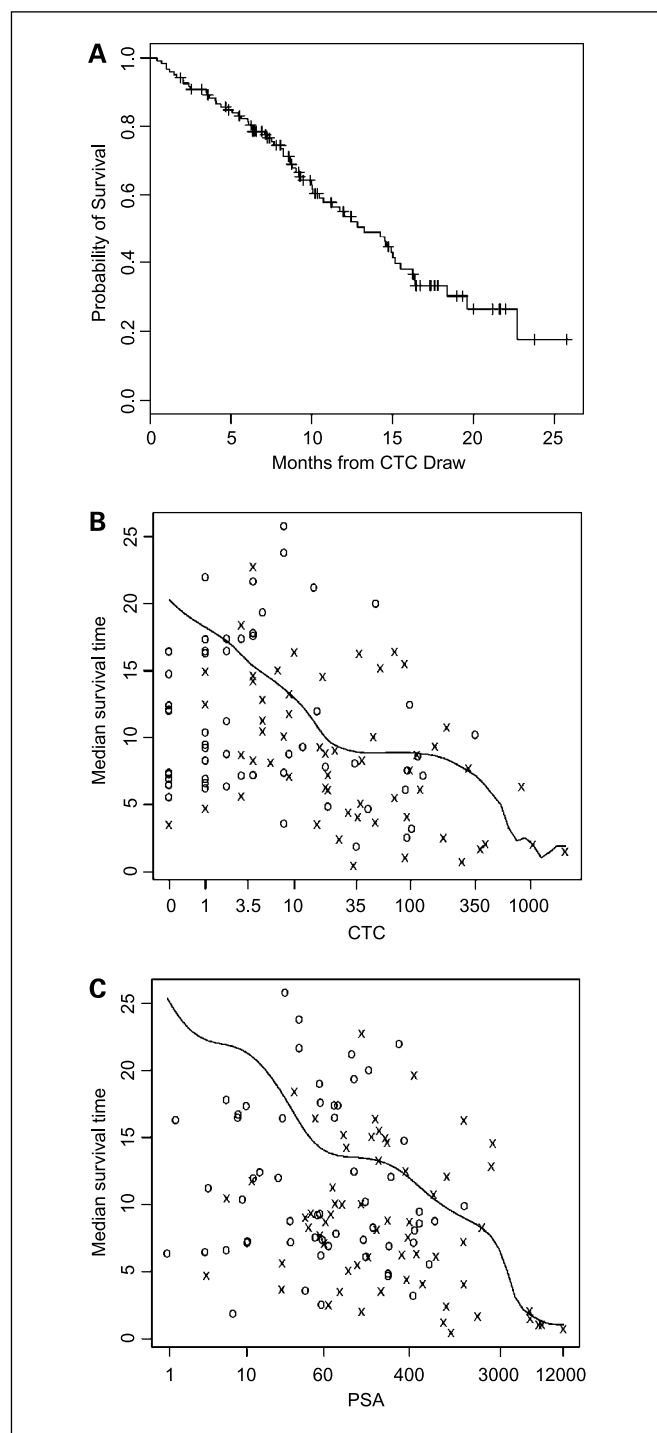 A
1.0
0.8
0.6
0.4
0.2
0.0
Probability of Survival
0 5 10 15 20 25
Months from CTC Draw
B
25
20
15
10
5
0
Median survival time
0 1 3.5 10 35 100 350 1000
CTC
C
25
20
15
10
5
0
Median survival time
1 10 60 400 3000 12000
PSA